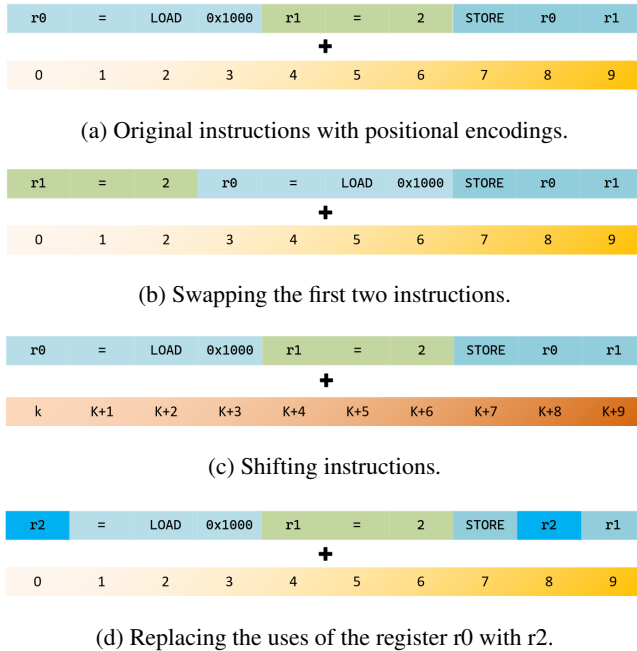 r0 = LOAD 0x1000 r1 = 2 STORE r0 r1
+
0 1 2 3 4 5 6 7 8 9
(a) Original instructions with positional encodings.
r1 = 2 r0 = LOAD 0x1000 STORE r0 r1
+
0 1 2 3 4 5 6 7 8 9
(b) Swapping the first two instructions.
r0 = LOAD 0x1000 r1 = 2 STORE r0 r1
+
k K+1 K+2 K+3 K+4 K+5 K+6 K+7 K+8 K+9
(c) Shifting instructions.
r2 = LOAD 0x1000 r1 = 2 STORE r2 r1
+
0 1 2 3 4 5 6 7 8 9
(d) Replacing the uses of the register r0 with r2.